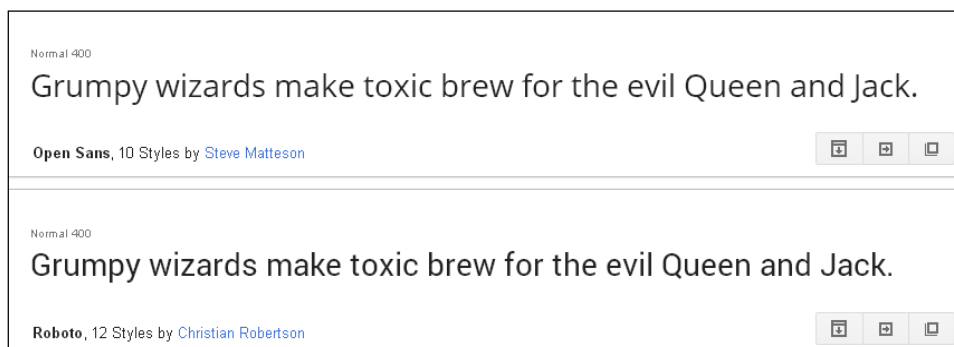 Normal 400
Grumpy wizards make toxic brew for the evil Queen and Jack.
Open Sans, 10 Styles by Steve Matteson
Normal 400
Grumpy wizards make toxic brew for the evil Queen and Jack.
Roboto, 12 Styles by Christian Robertson